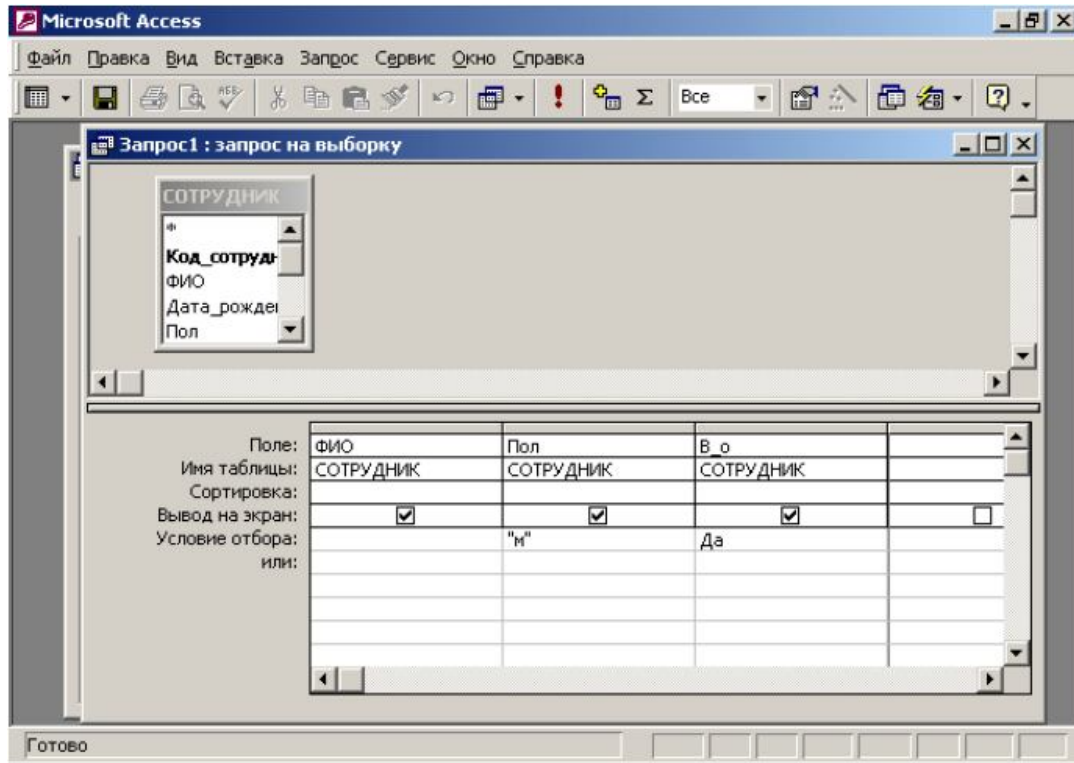 Microsoft Access
Файл Правка Вид Вставка Запрос Сервис Окно Справка
Все
Запрос1 : запрос на выборку
СОТРУДНИК
*
Код_сотрудн
ФИО
Дата_рожден
Пол
Поле: ФИО Пол В_о
Имя таблицы: СОТРУДНИК СОТРУДНИК СОТРУДНИК
Сортировка:
Вывод на экран:
Условие отбора: "м" Да
или:
Готово